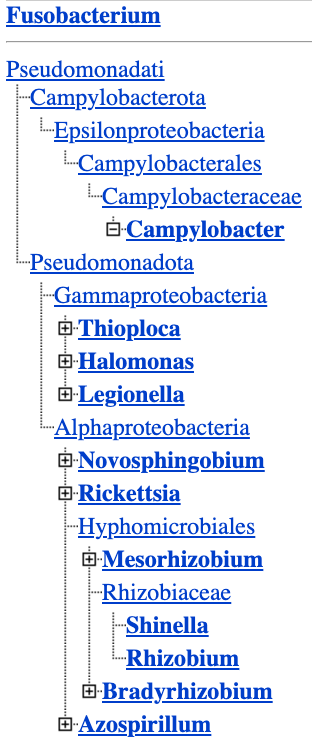 Fusobacterium
Pseudomonadati
Campylobacterota
Epsilonproteobacteria
Campylobacterales
Campylobacteraceae
Campylobacter
Pseudomonadota
Gammaproteobacteria
Thioploca
Halomonas
Legionella
Alphaproteobacteria
Novosphingobium
Rickettsia
Hyphomicrobiales
Mesorhizobium
Rhizobiaceae
Shinella
Rhizobium
Bradyrhizobium
Azospirillum